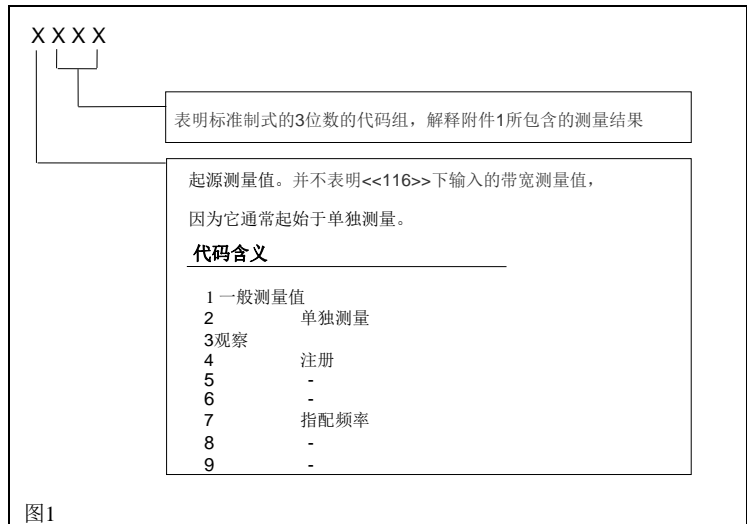 X X X X
表明标准制式的3位数的代码组，解释附件1所包含的测量结果
起源测量值。并不表明<<116>>下输入的带宽测量值，
因为它通常起始于单独测量。
代码含义
1 一般测量值
2 单独测量
3观察
4 注册
5 -
6 -
7 指配频率
8 -
9 -
图1